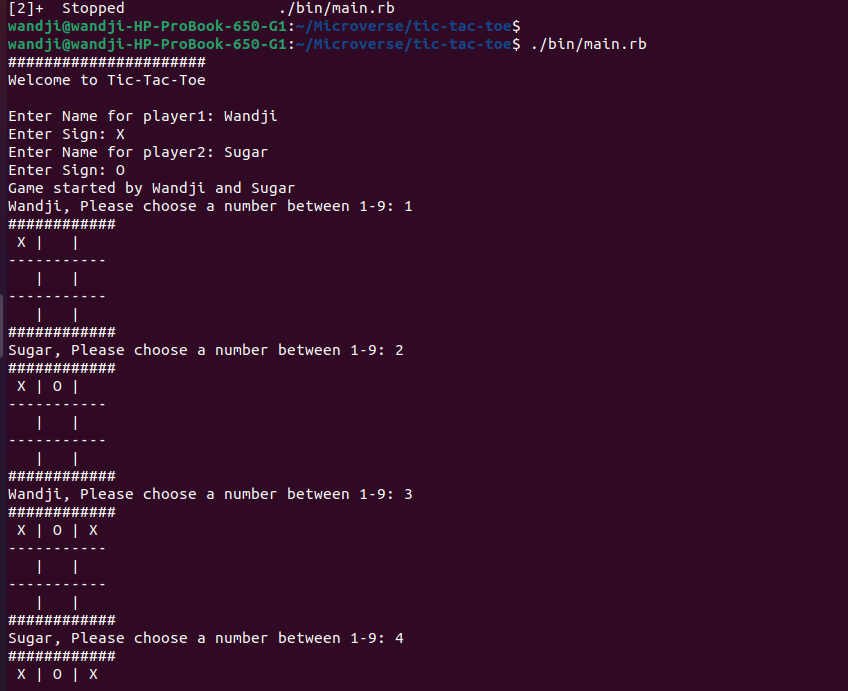 [2]+  Stopped                 ./bin/main.rb
wandji@wandji-HP-ProBook-650-G1:~/Microverse/tic-tac-toe$
wandji@wandji-HP-ProBook-650-G1:~/Microverse/tic-tac-toe$ ./bin/main.rb
######################
Welcome to Tic-Tac-Toe

Enter Name for player1: Wandji
Enter Sign: X
Enter Name for player2: Sugar
Enter Sign: O
Game started by Wandji and Sugar
Wandji, Please choose a number between 1-9: 1
############
 X |   |
-----------
   |   |
-----------
   |   |
############
Sugar, Please choose a number between 1-9: 2
############
 X | O |
-----------
   |   |
-----------
   |   |
############
Wandji, Please choose a number between 1-9: 3
############
 X | O | X
-----------
   |   |
-----------
   |   |
############
Sugar, Please choose a number between 1-9: 4
############
 X | O | X